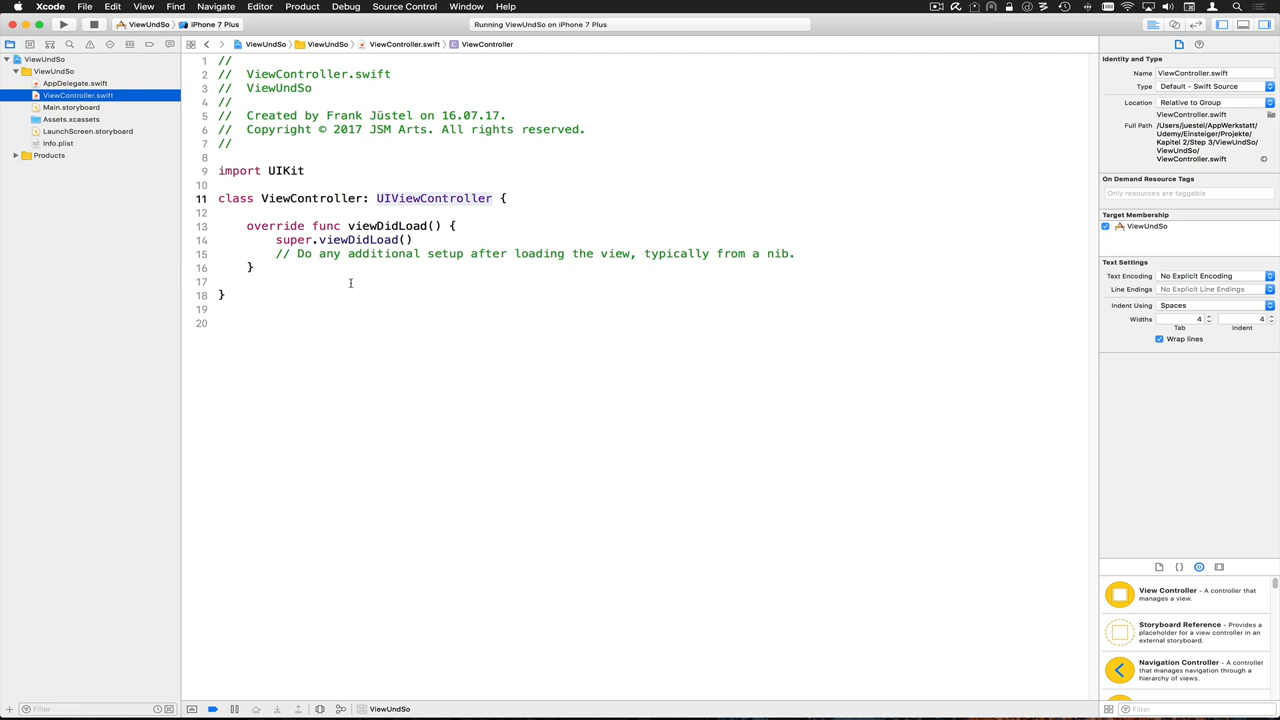 Xcode File Edit View Find Navigate Editor Product Debug Source Control Window Help
ViewUndSo iPhone 7 Plus
Running ViewUndSo on iPhone 7 Plus
ViewUndSo ViewUndSo ViewController.swift ViewController
ViewUndSo
ViewUndSo
AppDelegate.swift
ViewController.swift
Main.storyboard
Assets.xcassets
LaunchScreen.storyboard
Info.plist
Products
Filter
1 //
2 // ViewController.swift
3 // ViewUndSo
4 //
5 // Created by Frank Jüstel on 16.07.17.
6 // Copyright © 2017 JSM Arts. All rights reserved.
7 //
8
9 import UIKit
10
11 class ViewController: UIViewController {
12
13 override func viewDidLoad() {
14 super.viewDidLoad()
15 // Do any additional setup after loading the view, typically from a nib.
16 }
17
18 }
19
20
ViewUndSo
Identity and Type
Name ViewController.swift
Type Default - Swift Source
Location Relative to Group
ViewController.swift
Full Path /Users/juestel/AppWerkstatt/
Udemy/Einsteiger/Projekte/
Kapitel 2/Step 3/ViewUndSo/
ViewUndSo/
ViewController.swift
On Demand Resource Tags
Only resources are taggable
Target Membership
ViewUndSo
Text Settings
Text Encoding No Explicit Encoding
Line Endings No Explicit Line Endings
Indent Using Spaces
Widths 4 4
Tab Indent
Wrap lines
View Controller - A controller that
manages a view.
Storyboard Reference - Provides a
placeholder for a view controller in an
external storyboard.
Navigation Controller - A controller
that manages navigation through a
hierarchy of views.
Filter